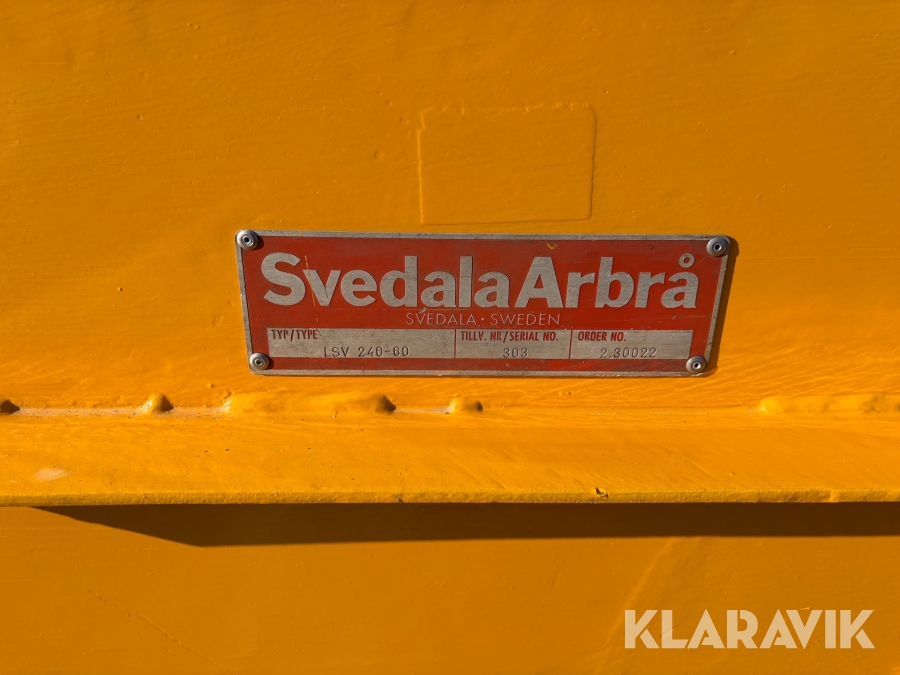 SvedalaArbrå
SVEDALA · SWEDEN
TYP/TYPE TILLV. NR/SERIAL NO. ORDER NO.
LSV 240-60 303 2.30022
KLARAVIK